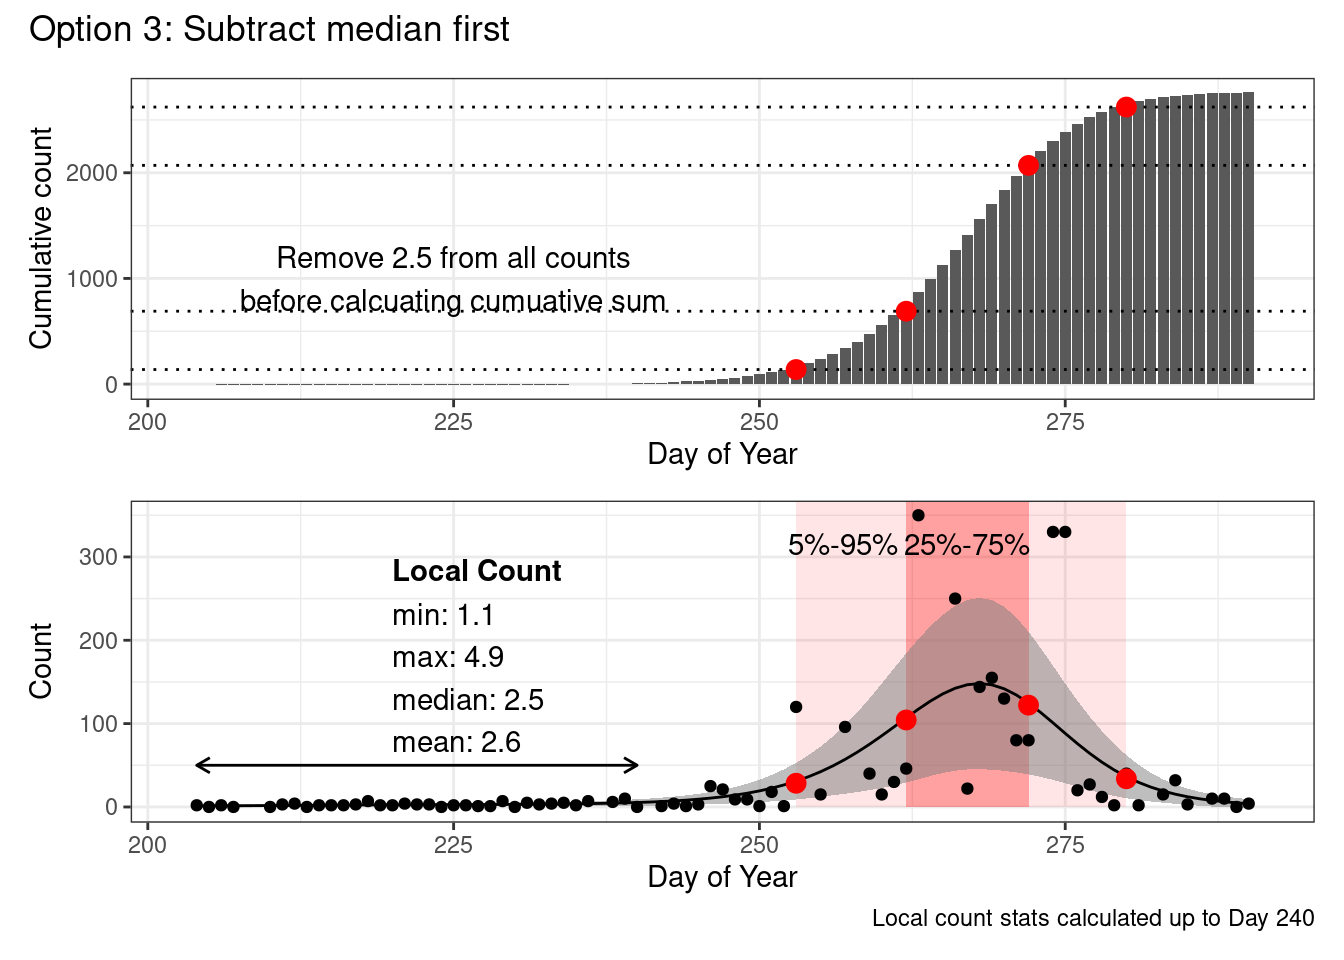 Option 3: Subtract median first
Cumulative count
2000
1000
0
Remove 2.5 from all counts
before calcuating cumuative sum
200 225 250 275
Day of Year
Count
300
200
100
0
5%-95% 25%-75%
Local Count
min: 1.1
max: 4.9
median: 2.5
mean: 2.6
200 225 250 275
Day of Year
Local count stats calculated up to Day 240